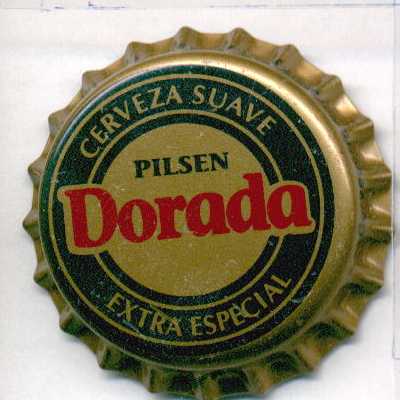 CERVEZA SUAVE
PILSEN
Dorada
EXTRA ESPECIAL